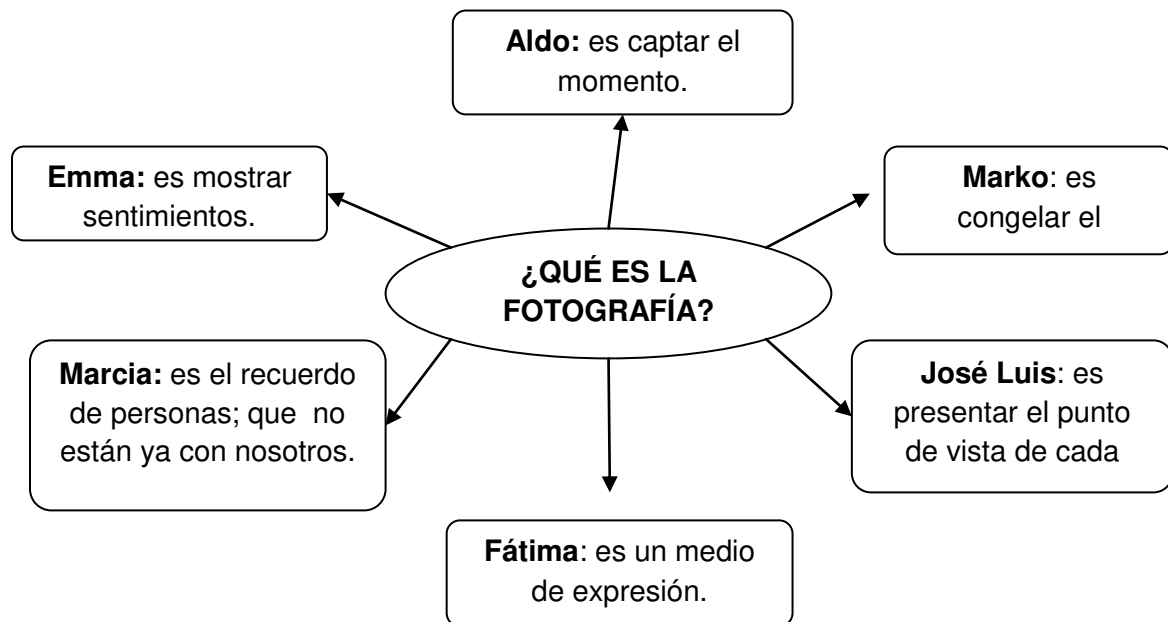 Aldo: es captar el
momento.
Emma: es mostrar
sentimientos.
Marko: es
congelar el
¿QUÉ ES LA
FOTOGRAFÍA?
Marcia: es el recuerdo
de personas; que  no
están ya con nosotros.
José Luis: es
presentar el punto
de vista de cada
Fátima: es un medio
de expresión.